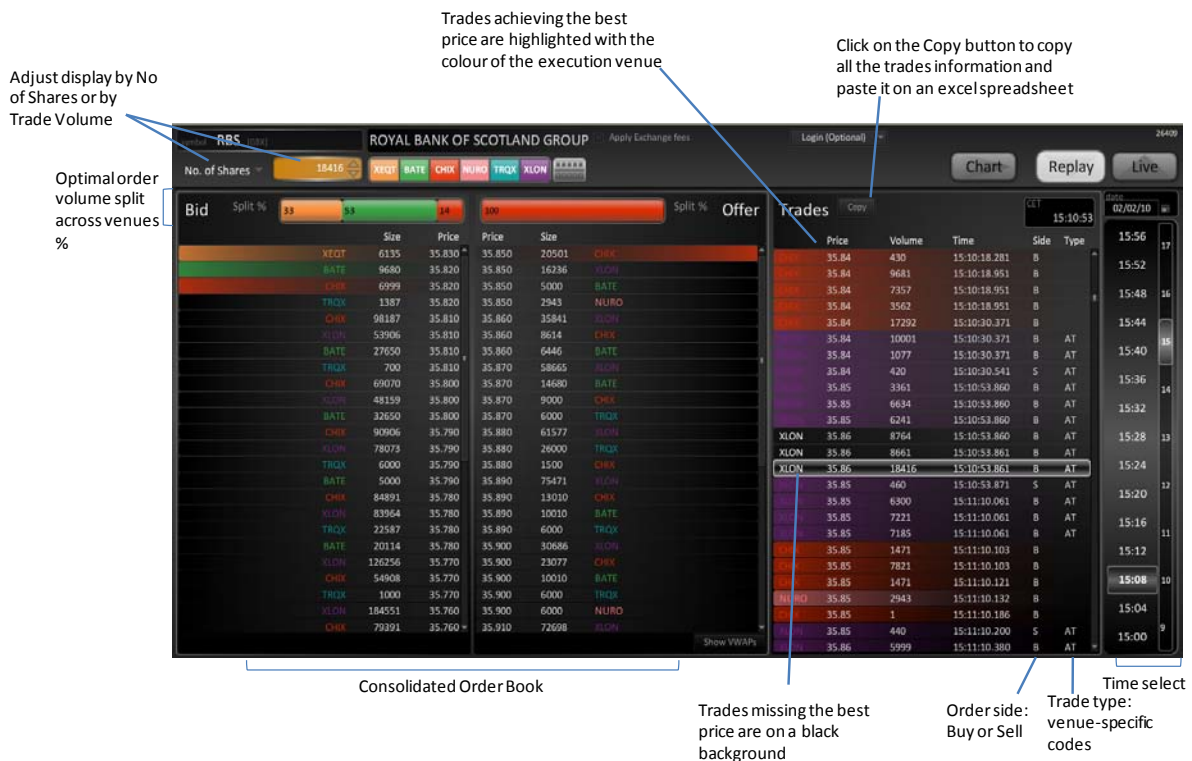 Trades achieving the best
price are highlighted with the
colour of the execution venue
Click on the Copy button to copy
all the trades information and
paste it on an excel spreadsheet
Adjust display by No
of Shares or by
Trade Volume
Optimal order
volume split
across venues
%
symbol RBS
ROYAL BANK OF SCOTLAND GROUP
Apply Exchange fees
Login (Optional)
26409
No. of Shares
18416
XEQT BATE CHIX NURO TRQX XLON
Chart Replay Live
Bid Split % 33 53 14 100 Split % Offer
Trades Copy
CET 15:10:53
date 02/02/10
Size Price Price Size
XEQT 6135 35.830 35.850 20501 CHIX
BATE 9680 35.820 35.850 16236 XLON
CHIX 6999 35.820 35.850 5000 BATE
TRQX 1387 35.820 35.850 2943 NURO
CHIX 98187 35.810 35.860 35841 XLON
XLON 53906 35.810 35.860 8614 CHIX
BATE 27650 35.810 35.860 6446 BATE
TRQX 700 35.810 35.870 58665 XLON
CHIX 69070 35.800 35.870 14680 BATE
XLON 48159 35.800 35.870 9000 CHIX
BATE 32650 35.800 35.870 6000 TRQX
CHIX 90906 35.790 35.880 61577 XLON
XLON 78073 35.790 35.880 26000 TRQX
TRQX 6000 35.790 35.880 1500 CHIX
BATE 5000 35.790 35.890 75471 XLON
CHIX 84891 35.780 35.890 13010 CHIX
XLON 83964 35.780 35.890 10010 BATE
TRQX 22587 35.780 35.890 6000 TRQX
BATE 20114 35.780 35.900 30686 XLON
XLON 126256 35.770 35.900 23077 CHIX
CHIX 54908 35.770 35.900 10010 BATE
TRQX 1000 35.770 35.900 6000 TRQX
XLON 184551 35.760 35.900 6000 NURO
CHIX 79391 35.760 35.910 72698 XLON
Show VWAPs
Price Volume Time Side Type
CHIX 35.84 430 15:10:18.281 B
CHIX 35.84 9681 15:10:18.951 B
CHIX 35.84 7357 15:10:18.951 B
CHIX 35.84 3562 15:10:18.951 B
CHIX 35.84 17292 15:10:30.371 B
XLON 35.84 10001 15:10:30.371 B AT
XLON 35.84 1077 15:10:30.371 B AT
XLON 35.84 420 15:10:30.541 S AT
XLON 35.85 3361 15:10:53.860 B AT
XLON 35.85 6634 15:10:53.860 B AT
XLON 35.85 6241 15:10:53.860 B AT
XLON 35.86 8764 15:10:53.860 B AT
XLON 35.86 8661 15:10:53.861 B AT
XLON 35.86 18416 15:10:53.861 B AT
XLON 35.85 460 15:10:53.871 S AT
XLON 35.85 6300 15:11:10.061 B AT
XLON 35.85 7221 15:11:10.061 B AT
XLON 35.85 7185 15:11:10.061 B AT
CHIX 35.85 1471 15:11:10.103 B
CHIX 35.85 7821 15:11:10.103 B
CHIX 35.85 1471 15:11:10.121 B
NURO 35.85 2943 15:11:10.132 B
CHIX 35.85 1 15:11:10.186 B
XLON 35.85 440 15:11:10.200 S AT
XLON 35.86 5999 15:11:10.380 B AT
15:56
17
15:52
15:48 16
15:44
15
15:40
15:36
14
15:32
15:28 13
15:24
12
15:20
15:16
11
15:12
15:08 10
15:04
9
15:00
Consolidated Order Book
Time select
Trades missing the best
price are on a black
background
Order side:
Buy or Sell
Trade type:
venue-specific
codes